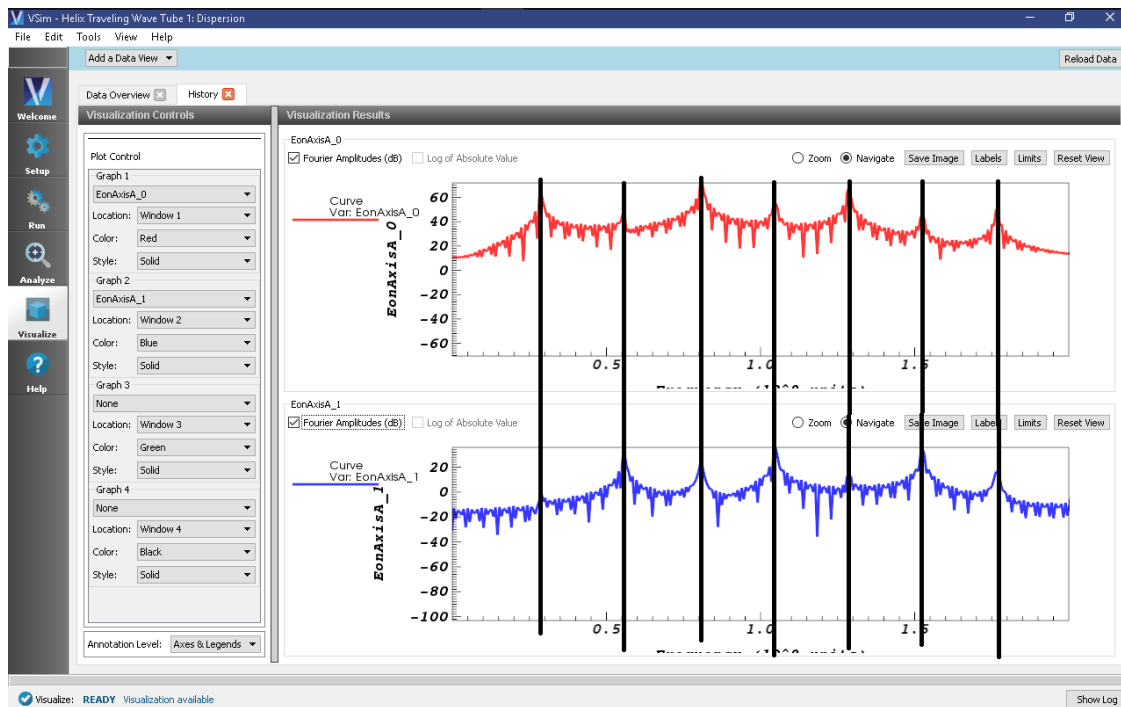 VSim - Helix Traveling Wave Tube 1: Dispersion
File Edit Tools View Help
Add a Data View
Reload Data
Welcome
Setup
Run
Analyze
Visualize
Help
Data Overview
History
Visualization Controls
Plot Control
Graph 1
EonAxisA_0
Location: Window 1
Color: Red
Style: Solid
Graph 2
EonAxisA_1
Location: Window 2
Color: Blue
Style: Solid
Graph 3
None
Location: Window 3
Color: Green
Style: Solid
Graph 4
None
Location: Window 4
Color: Black
Style: Solid
Annotation Level: Axes & Legends
Visualization Results
EonAxisA_0
Fourier Amplitudes (dB) Log of Absolute Value
Zoom Navigate Save Image Labels Limits Reset View
Curve
Var: EonAxisA_0
EonAxisA_0
60
40
20
0
-20
-40
-60
0.5 1.0 1.5
EonAxisA_1
Fourier Amplitudes (dB) Log of Absolute Value
Zoom Navigate Save Image Labels Limits Reset View
Curve
Var: EonAxisA_1
EonAxisA_1
20
0
-20
-40
-60
-80
-100
0.5 1.0 1.5
Visualize: READY Visualization available
Show Log